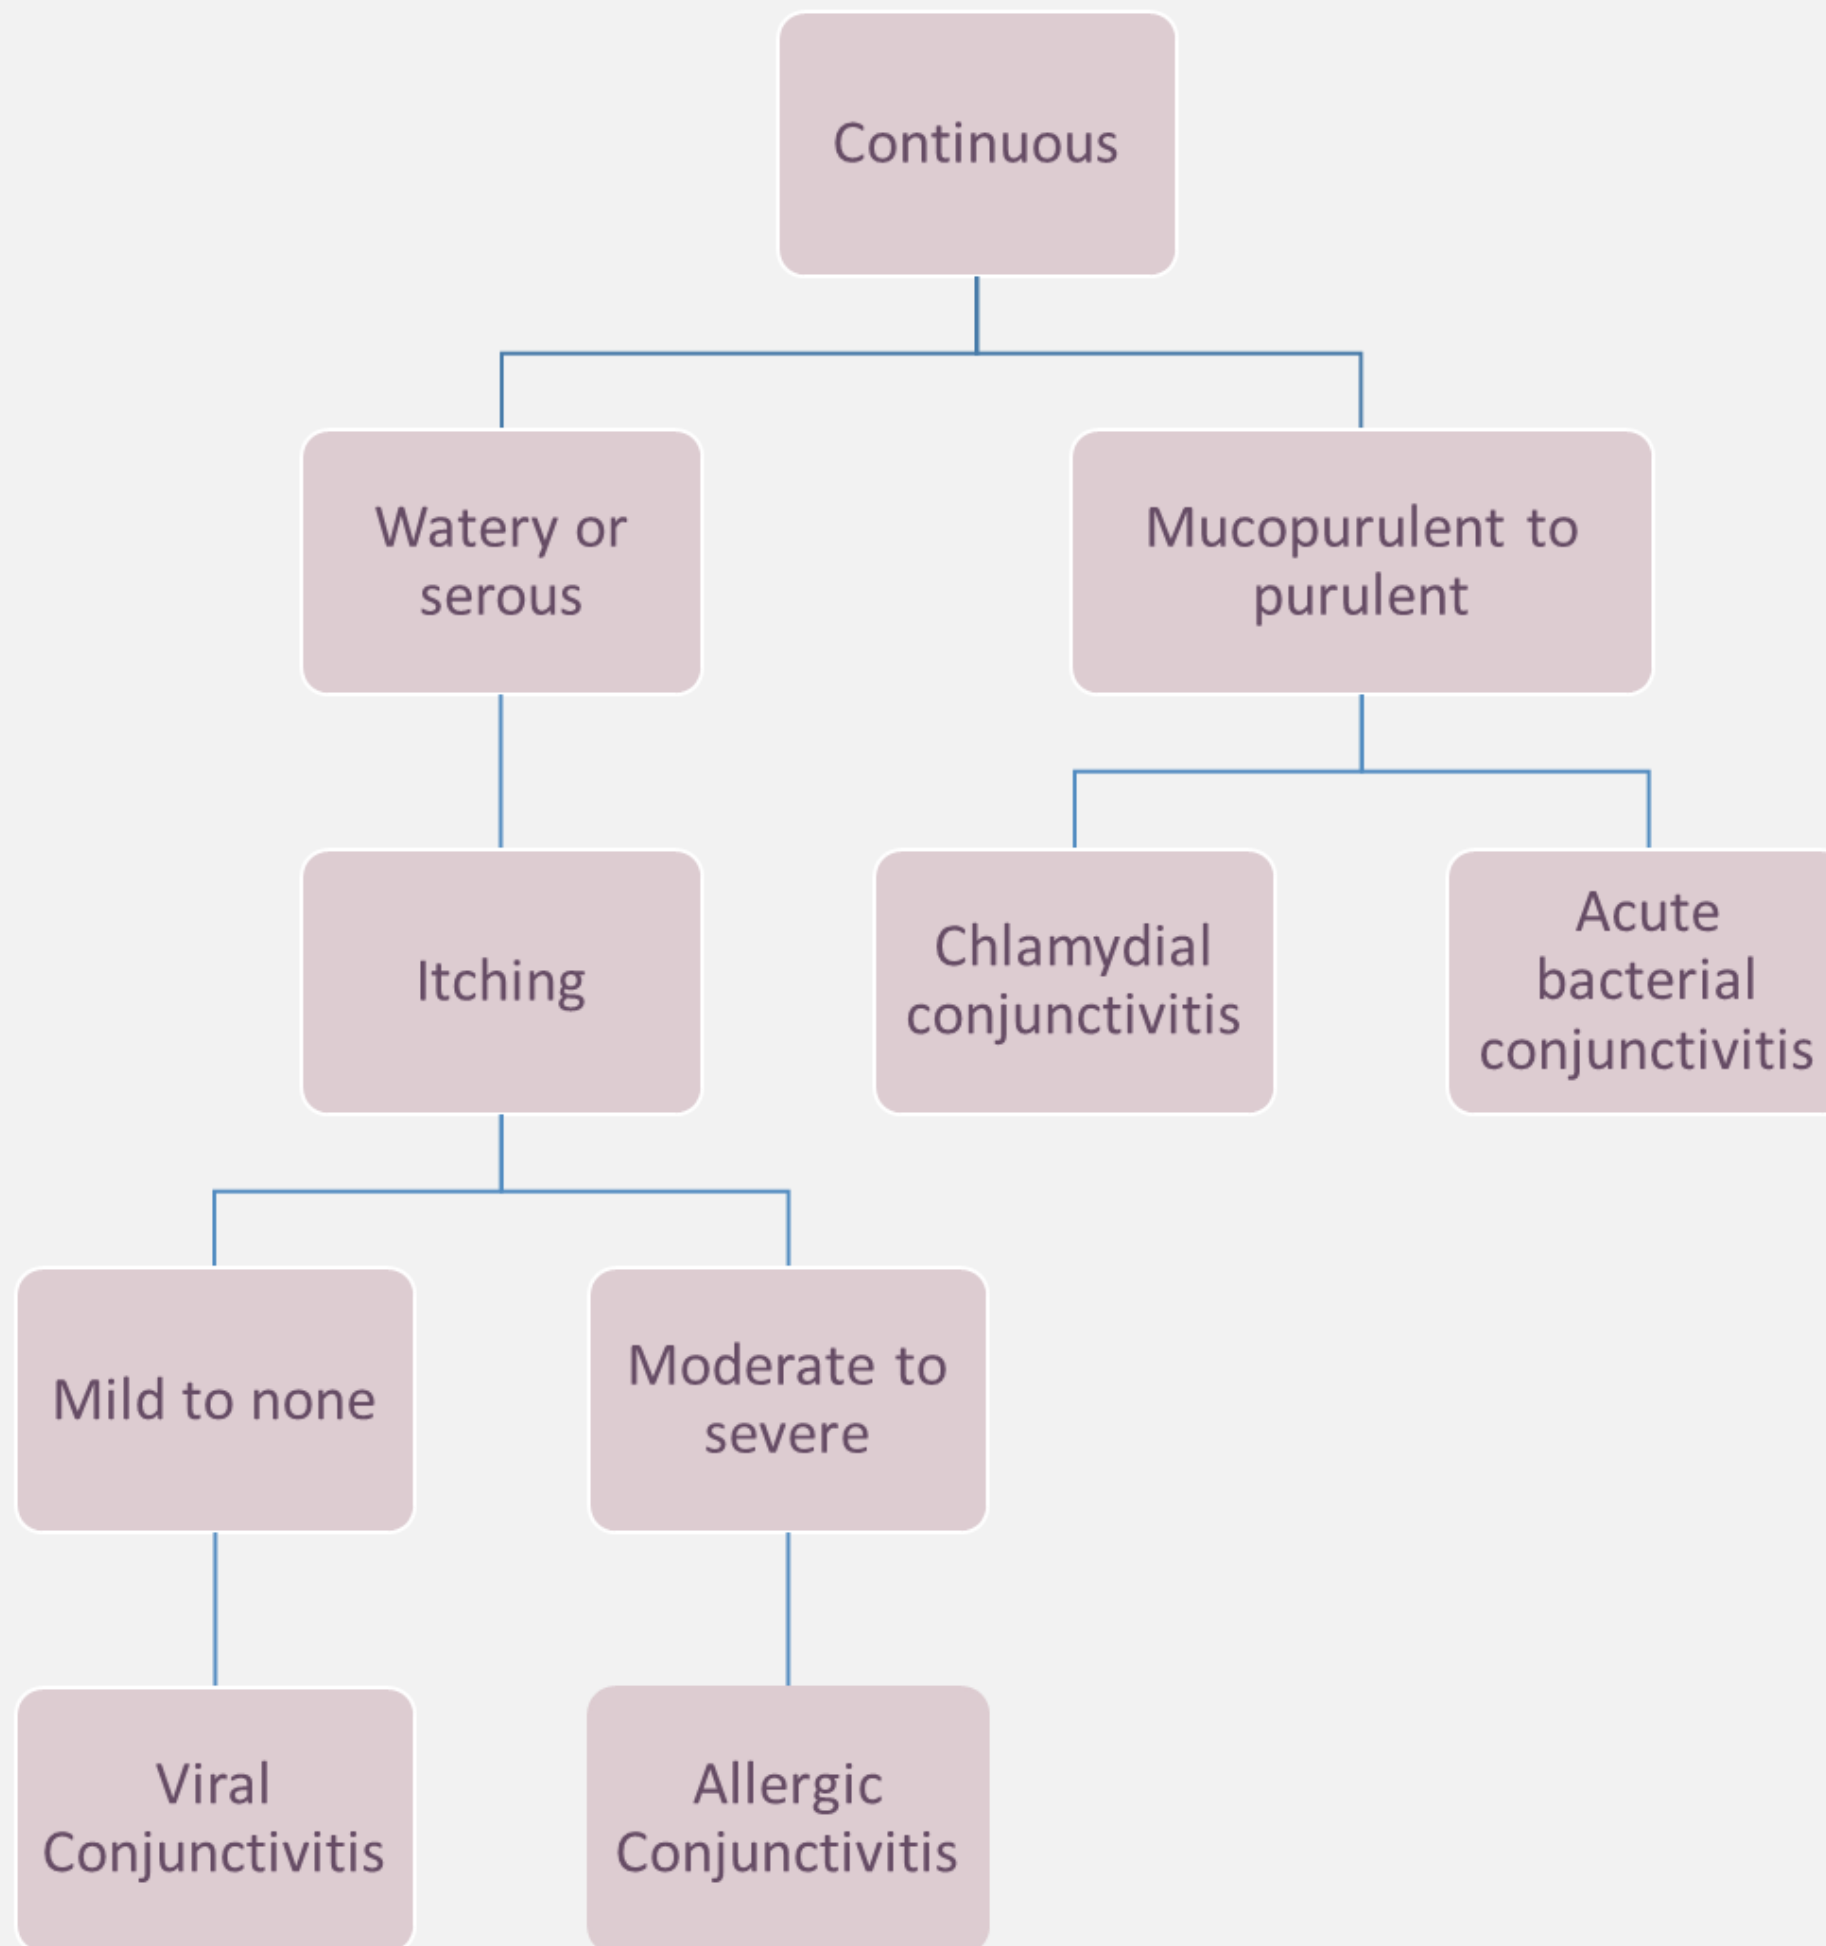 Continuous
Watery or
serous
Mucopurulent to
purulent
Itching
Chlamydial
conjunctivitis
Acute
bacterial
conjunctivitis
Mild to none
Moderate to
severe
Viral
Conjunctivitis
Allergic
Conjunctivitis